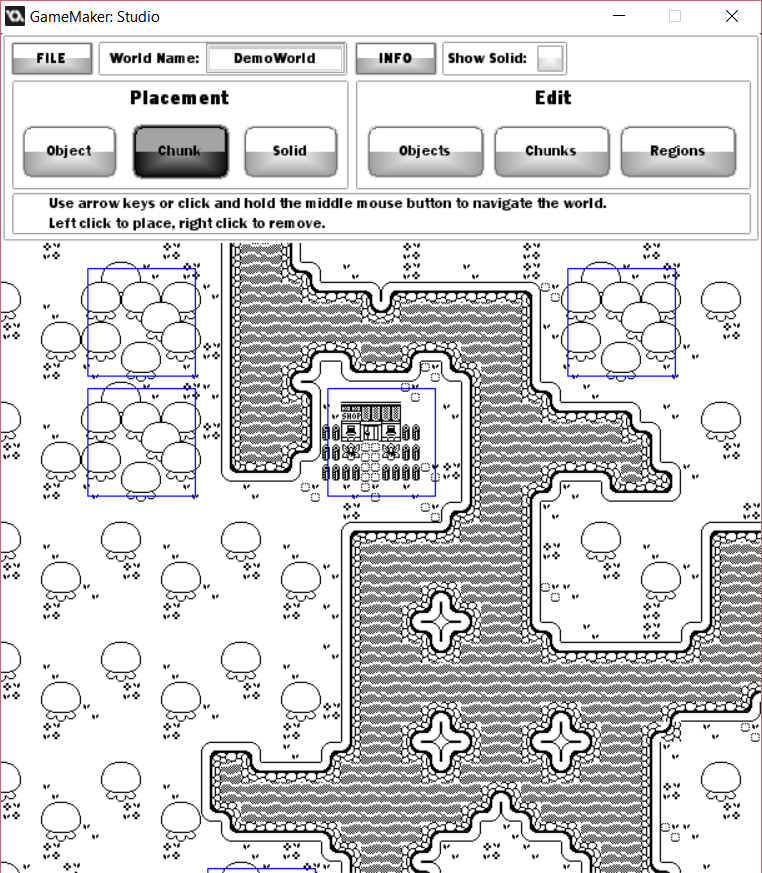 GameMaker: Studio
FILE World Name: DemoWorld INFO Show Solid:
Placement Edit
Object Chunk Solid Objects Chunks Regions
Use arrow keys or click and hold the middle mouse button to navigate the world.
Left click to place, right click to remove.
SHOP